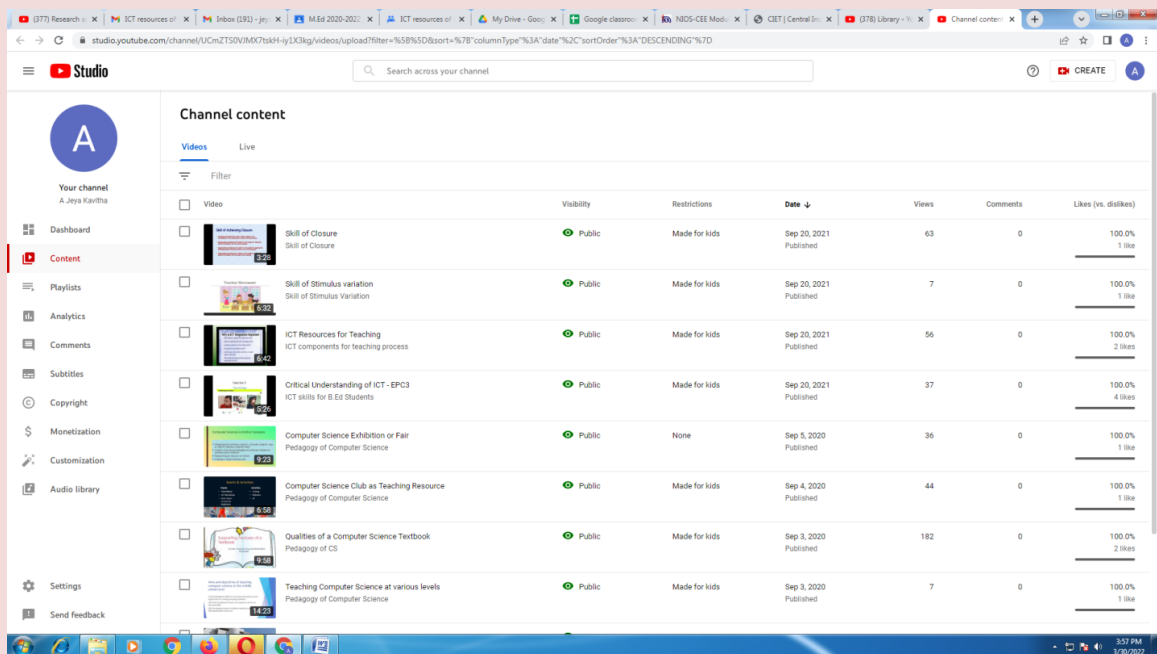 (377) Research a
ICT resources of
Inbox (191) - jey
M.Ed 2020-2022
ICT resources of
My Drive - Goog
Google classroo
NIOS-CEE Modu
CIET | Central In
(378) Library - Y
Channel content
studio.youtube.com/channel/UCmZTS0VJMX7tskH-iy1X3kg/videos/upload?filter=%5B%5D&sort=%7B"columnType"%3A"date"%2C"sortOrder"%3A"DESCENDING"%7D
A
Studio
Search across your channel
CREATE
A
A
Your channel
A Jeya Kavitha
Dashboard
Content
Playlists
Analytics
Comments
Subtitles
Copyright
Monetization
Customization
Audio library
Settings
Send feedback
Channel content
Videos Live
Filter
Video Visibility Restrictions Date ↓ Views Comments Likes (vs. dislikes)
3:28 Skill of Closure Public Made for kids Sep 20, 2021 63 0 100.0%
Skill of Closure Published 1 like
6:32 Skill of Stimulus variation Public Made for kids Sep 20, 2021 7 0 100.0%
Skill of Stimulus Variation Published 1 like
6:42 ICT Resources for Teaching Public Made for kids Sep 20, 2021 56 0 100.0%
ICT components for teaching process Published 2 likes
5:26 Critical Understanding of ICT - EPC3 Public Made for kids Sep 20, 2021 37 0 100.0%
ICT skills for B.Ed Students Published 4 likes
9:23 Computer Science Exhibition or Fair Public None Sep 5, 2020 36 0 100.0%
Pedagogy of Computer Science Published 1 like
6:58 Computer Science Club as Teaching Resource Public Made for kids Sep 4, 2020 44 0 100.0%
Pedagogy of Computer Science Published 1 like
9:58 Qualities of a Computer Science Textbook Public Made for kids Sep 3, 2020 182 0 100.0%
Pedagogy of CS Published 2 likes
14:23 Teaching Computer Science at various levels Public Made for kids Sep 3, 2020 7 0 100.0%
Pedagogy of Computer Science Published 1 like
3:57 PM
3/30/2022